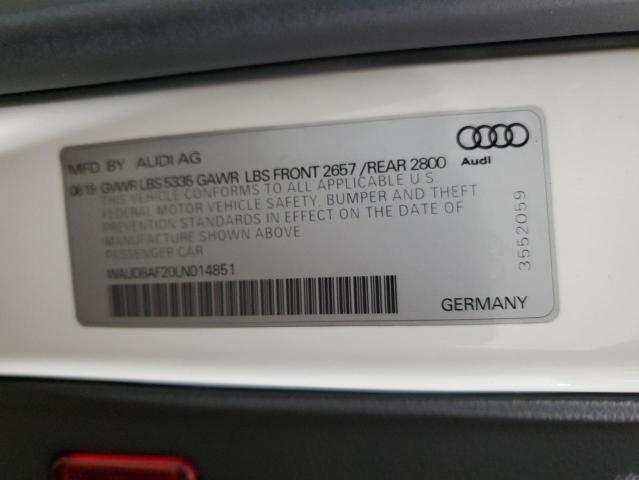 MFD BY AUDI AG
08 19 GVWR LBS 5335 GAWR LBS FRONT 2657 / REAR 2800
THIS VEHICLE CONFORMS TO ALL APPLICABLE U S
FEDERAL MOTOR VEHICLE SAFETY, BUMPER AND THEFT
PREVENTION STANDARDS IN EFFECT ON THE DATE OF
MANUFACTURE SHOWN ABOVE
PASSENGER CAR
WAUD8AF20LN014851
GERMANY
Audi
3552059